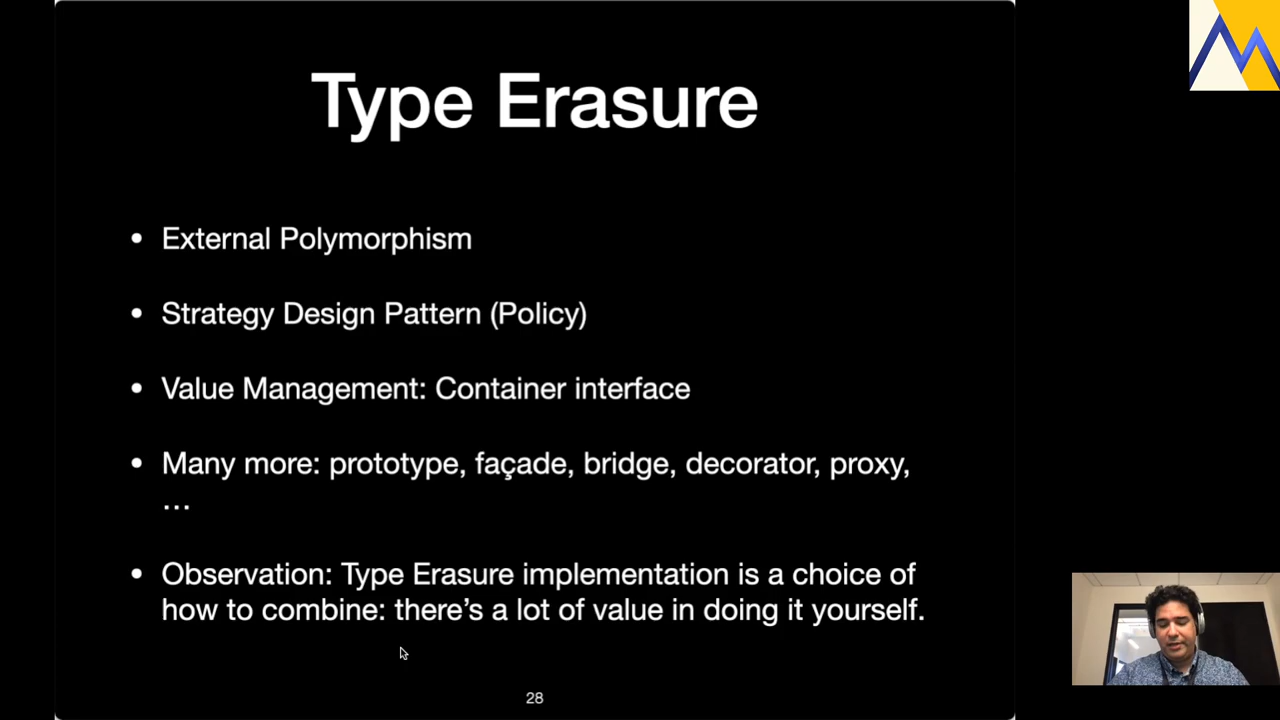 Type Erasure
• External Polymorphism
• Strategy Design Pattern (Policy)
• Value Management: Container interface
• Many more: prototype, façade, bridge, decorator, proxy,
…
• Observation: Type Erasure implementation is a choice of
how to combine: there’s a lot of value in doing it yourself.
28